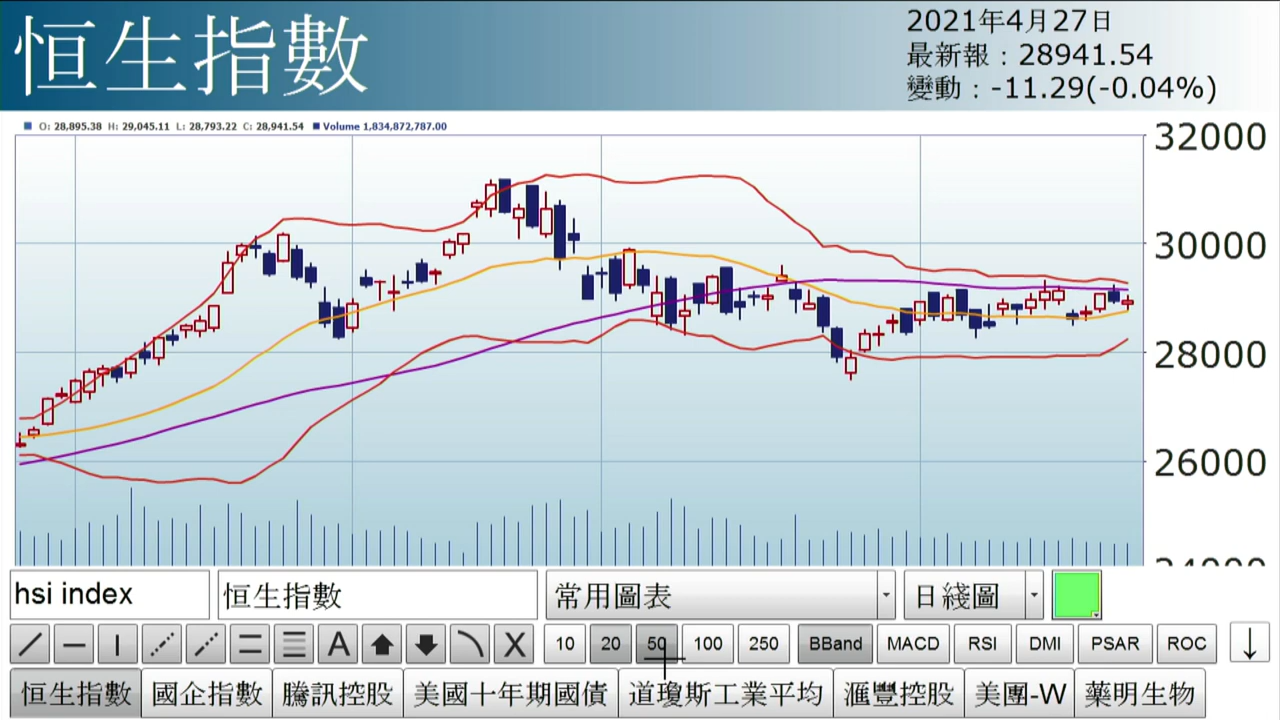 恒生指數
2021年4月27日
最新報：28941.54
變動：-11.29(-0.04%)
O: 28,895.38 H: 29,045.11 L: 28,793.22 C: 28,941.54 Volume 1,834,872,787.00
32000
30000
28000
26000
24000
hsi index 恒生指數 常用圖表 日綫圖
A X 10 20 50 100 250 BBand MACD RSI DMI PSAR ROC
恒生指數 國企指數 騰訊控股 美國十年期國債 道瓊斯工業平均 滙豐控股 美團-W 藥明生物